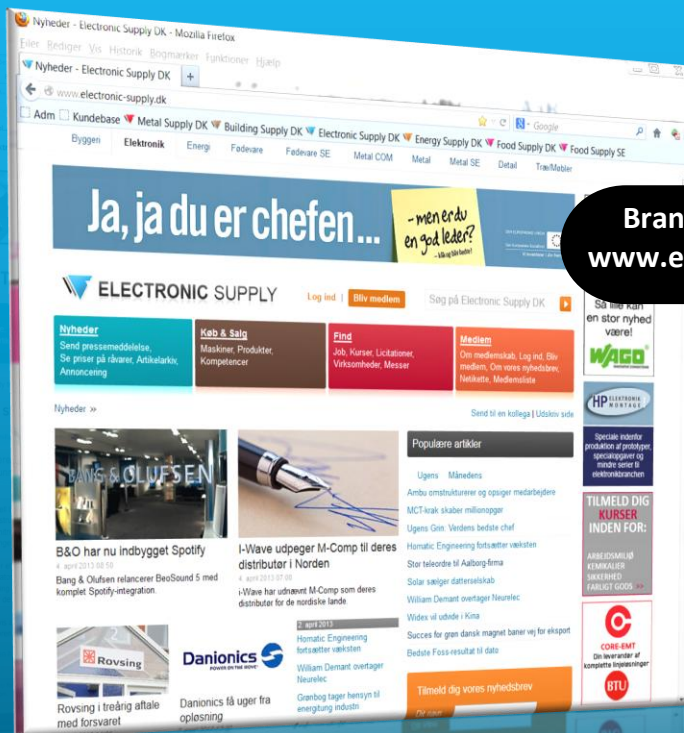 Nyheder - Electronic Supply DK - Mozilla Firefox
Filer Rediger Vis Historik Bogmærker Funktioner Hjælp
Nyheder - Electronic Supply DK +
www.electronic-supply.dk
Google
Adm Kundebase Metal Supply DK Building Supply DK Electronic Supply DK Energy Supply DK Food Supply DK Food Supply SE
Byggeri Elektronik Energi Fødevare Fødevare SE Metal COM Metal Metal SE Detail Træ/Møbler
Ja, ja du er chefen...
- men er du
en god leder?
Bran
www.e
ELECTRONIC SUPPLY
Log ind | Bliv medlem
Søg på Electronic Supply DK
Så lille kan
en stor nyhed
være!
WAGO
Nyheder
Send pressemeddelelse,
Se priser på råvarer, Artikelarkiv,
Annoncering
Køb & Salg
Maskiner, Produkter,
Kompetencer
Find
Job, Kurser, Licitationer,
Virksomheder, Messer
Medlem
Om medlemskab, Log ind, Bliv
medlem, Om vores nyhedsbrev,
Netikette, Medlemsliste
HP ELEKTRONIK
MONTAGE
Speciale indenfor
produktion af prototyper,
specialopgaver og
mindre serier til
elektronikbranchen
Nyheder »
Send til en kollega | Udskriv side
BANG & OLUFSEN
B&O har nu indbygget Spotify
4. april 2013 08:50
Bang & Olufsen relancerer BeoSound 5 med
komplet Spotify-integration.
I-Wave udpeger M-Comp til deres
distributør i Norden
4. april 2013 07:00
i-Wave har udnævnt M-Comp som deres
distributør for de nordiske lande.
Populære artikler
Ugens Månedens
Ambu omstrukturerer og opsiger medarbejdere
MCT-krak skaber millionopgør
Ugens Grin: Verdens bedste chef
Homatic Engineering fortsætter væksten
Stor teleordre til Aalborg-firma
Solar sælger datterselskab
William Demant overtager Neurelec
Widex vil udvide i Kina
Succes for grøn dansk magnet baner vej for eksport
Bedste Foss-resultat til dato
TILMELD DIG
KURSER
INDEN FOR:
ARBEJDSMILJØ
KEMIKALIER
SIKKERHED
FARLIGT GODS >>
CORE-EMT
Din leverandør af
komplette linjeløsninger
BTU
Rovsing
Rovsing i treårig aftale
med forsvaret
Danionics
POWER ON THE MOVE
Danionics få uger fra
opløsning
2. april 2013
Homatic Engineering
fortsætter væksten
William Demant overtager
Neurelec
Grønbog tager hensyn til
energitung industri
Tilmeld dig vores nyhedsbrev
Dit navn